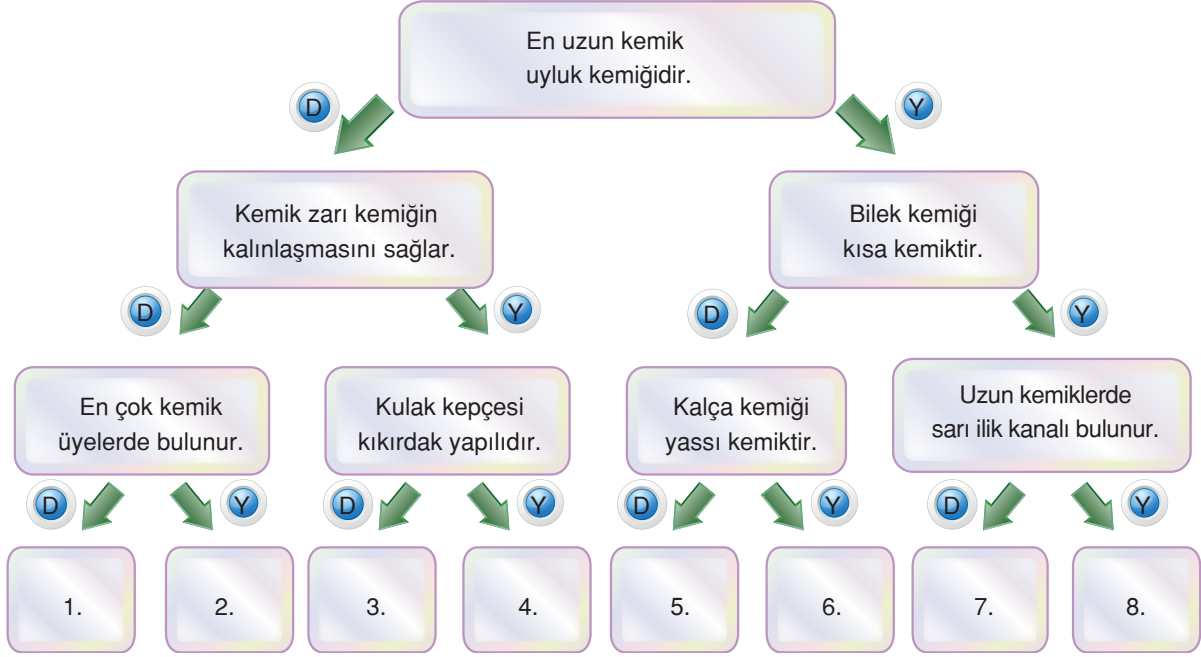 En uzun kemik
uyluk kemiğidir.
D
Y
Kemik zarı kemiğin
kalınlaşmasını sağlar.
Bilek kemiği
kısa kemiktir.
D
Y
D
Y
En çok kemik
üyelerde bulunur.
Kulak kepçesi
kıkırdak yapılıdır.
Kalça kemiği
yassı kemiktir.
Uzun kemiklerde
sarı ilik kanalı bulunur.
D
Y
D
Y
D
Y
D
Y
1.
2.
3.
4.
5.
6.
7.
8.